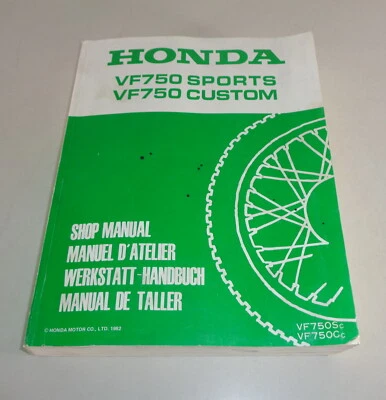 HONDA
VF750 SPORTS
VF750 CUSTOM
SHOP MANUAL
MANUEL D'ATELIER
WERKSTATT-HANDBUCH
MANUAL DE TALLER
© HONDA MOTOR CO., LTD. 1982
VF750Sc
VF750Cc